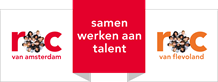 roc
van amsterdam
samen
werken aan
talent
roc
van flevoland